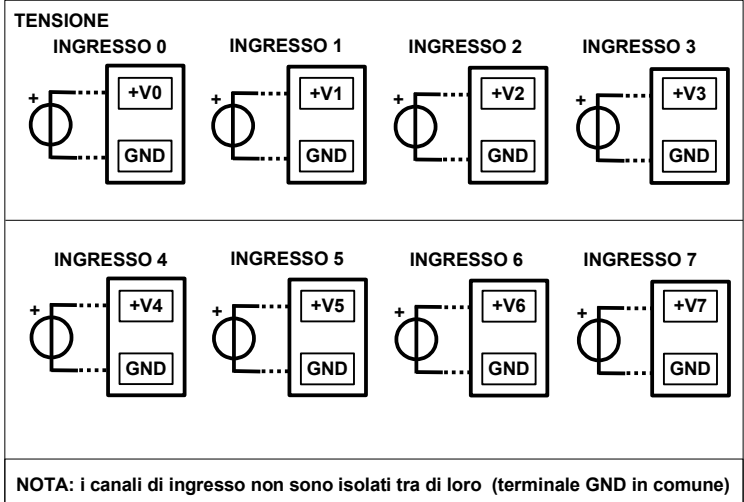 TENSIONE
INGRESSO 0 INGRESSO 1 INGRESSO 2 INGRESSO 3
+ +V0 + +V1 + +V2 + +V3
GND GND GND GND
INGRESSO 4 INGRESSO 5 INGRESSO 6 INGRESSO 7
+ +V4 + +V5 + +V6 + +V7
GND GND GND GND
NOTA: i canali di ingresso non sono isolati tra di loro (terminale GND in comune)